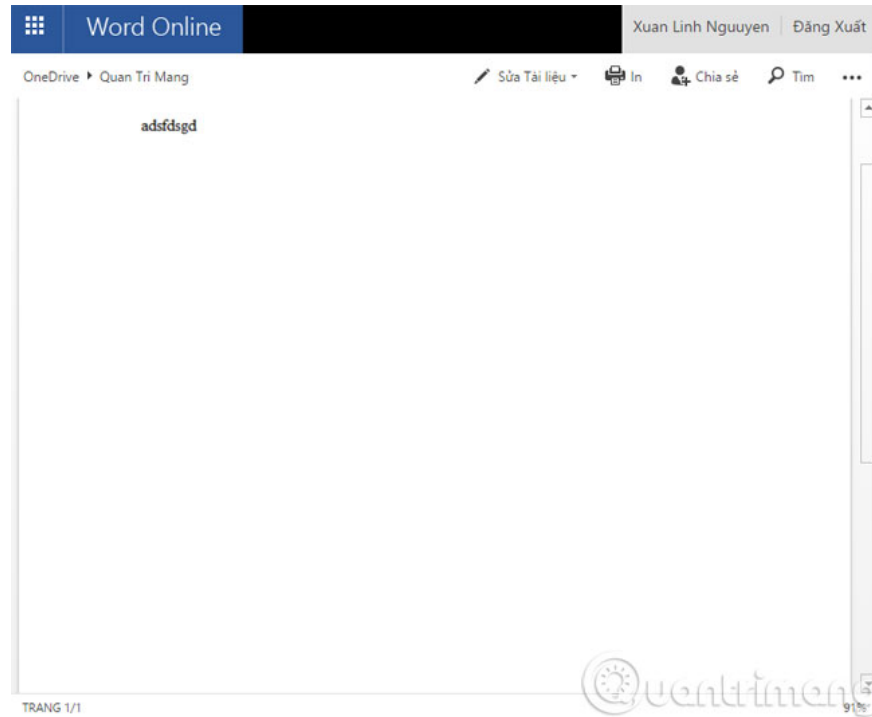 Word Online
Xuan Linh Nguuyen Đăng Xuất
OneDrive Quan Tri Mang Sửa Tài liệu In Chia sẻ Tìm
adsfdsgd
Quantrimang
TRANG 1/1 91%